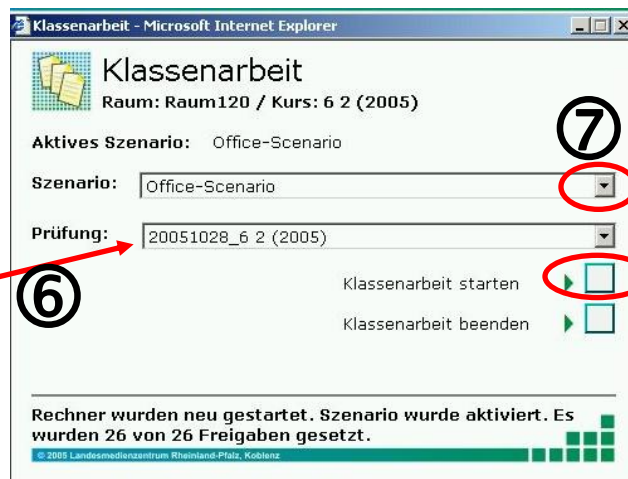 Klassenarbeit - Microsoft Internet Explorer
Klassenarbeit
Raum: Raum120 / Kurs: 6 2 (2005)
Aktives Szenario: Office-Scenario
7
Szenario: Office-Scenario
Prüfung: 20051028_6 2 (2005)
6
Klassenarbeit starten
Klassenarbeit beenden
Rechner wurden neu gestartet. Szenario wurde aktiviert. Es
wurden 26 von 26 Freigaben gesetzt.
© 2005 Landesmedienzentrum Rheinland-Pfalz, Koblenz